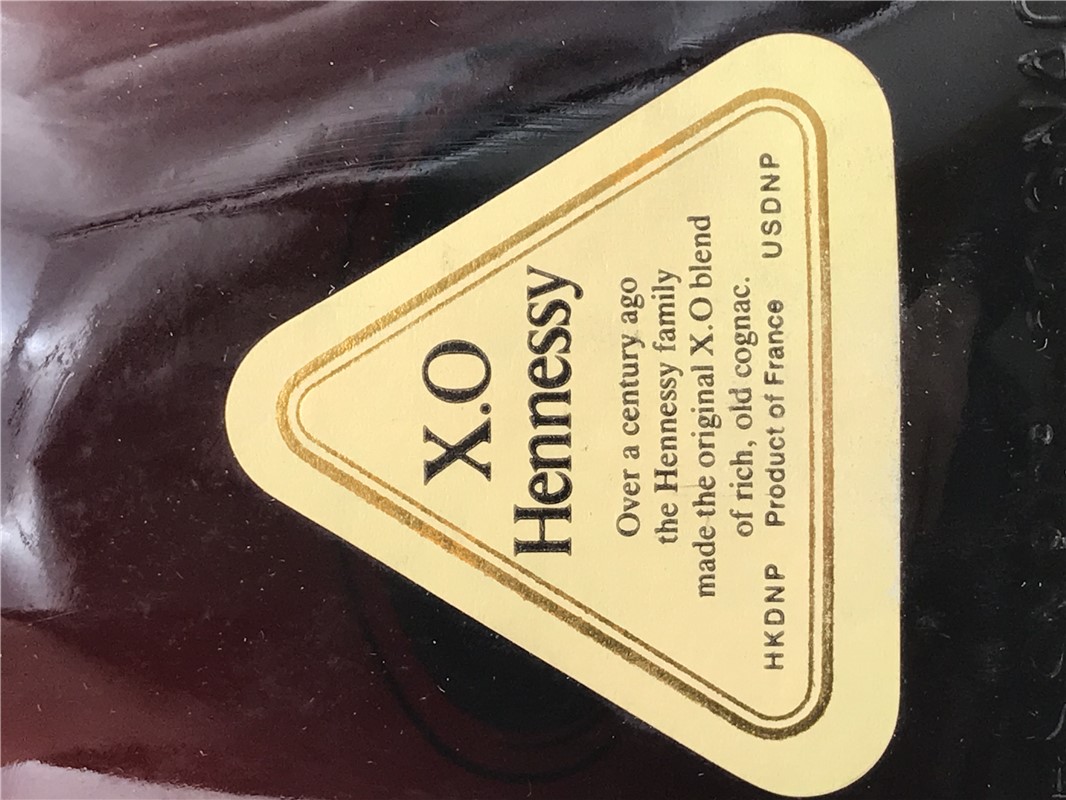 X.O
Hennessy
Over a century ago
the Hennessy family
made the original X.O blend
of rich, old cognac.
HKDNP Product of France USDNP